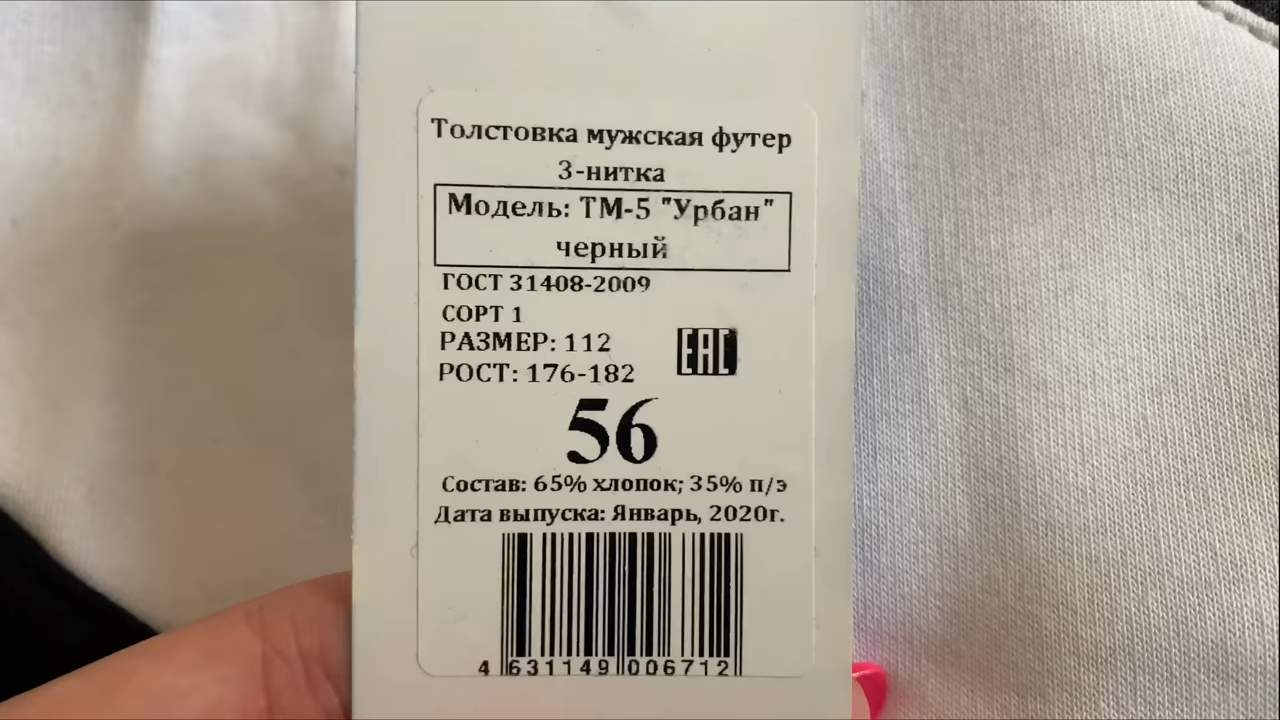 Толстовка мужская футер
3-нитка
Модель: ТМ-5 "Урбан"
черный
ГОСТ 31408-2009
СОРТ 1
РАЗМЕР: 112
EAC
РОСТ: 176-182
56
Состав: 65% хлопок; 35% п/э
Дата выпуска: Январь, 2020г.
4 631149 006712